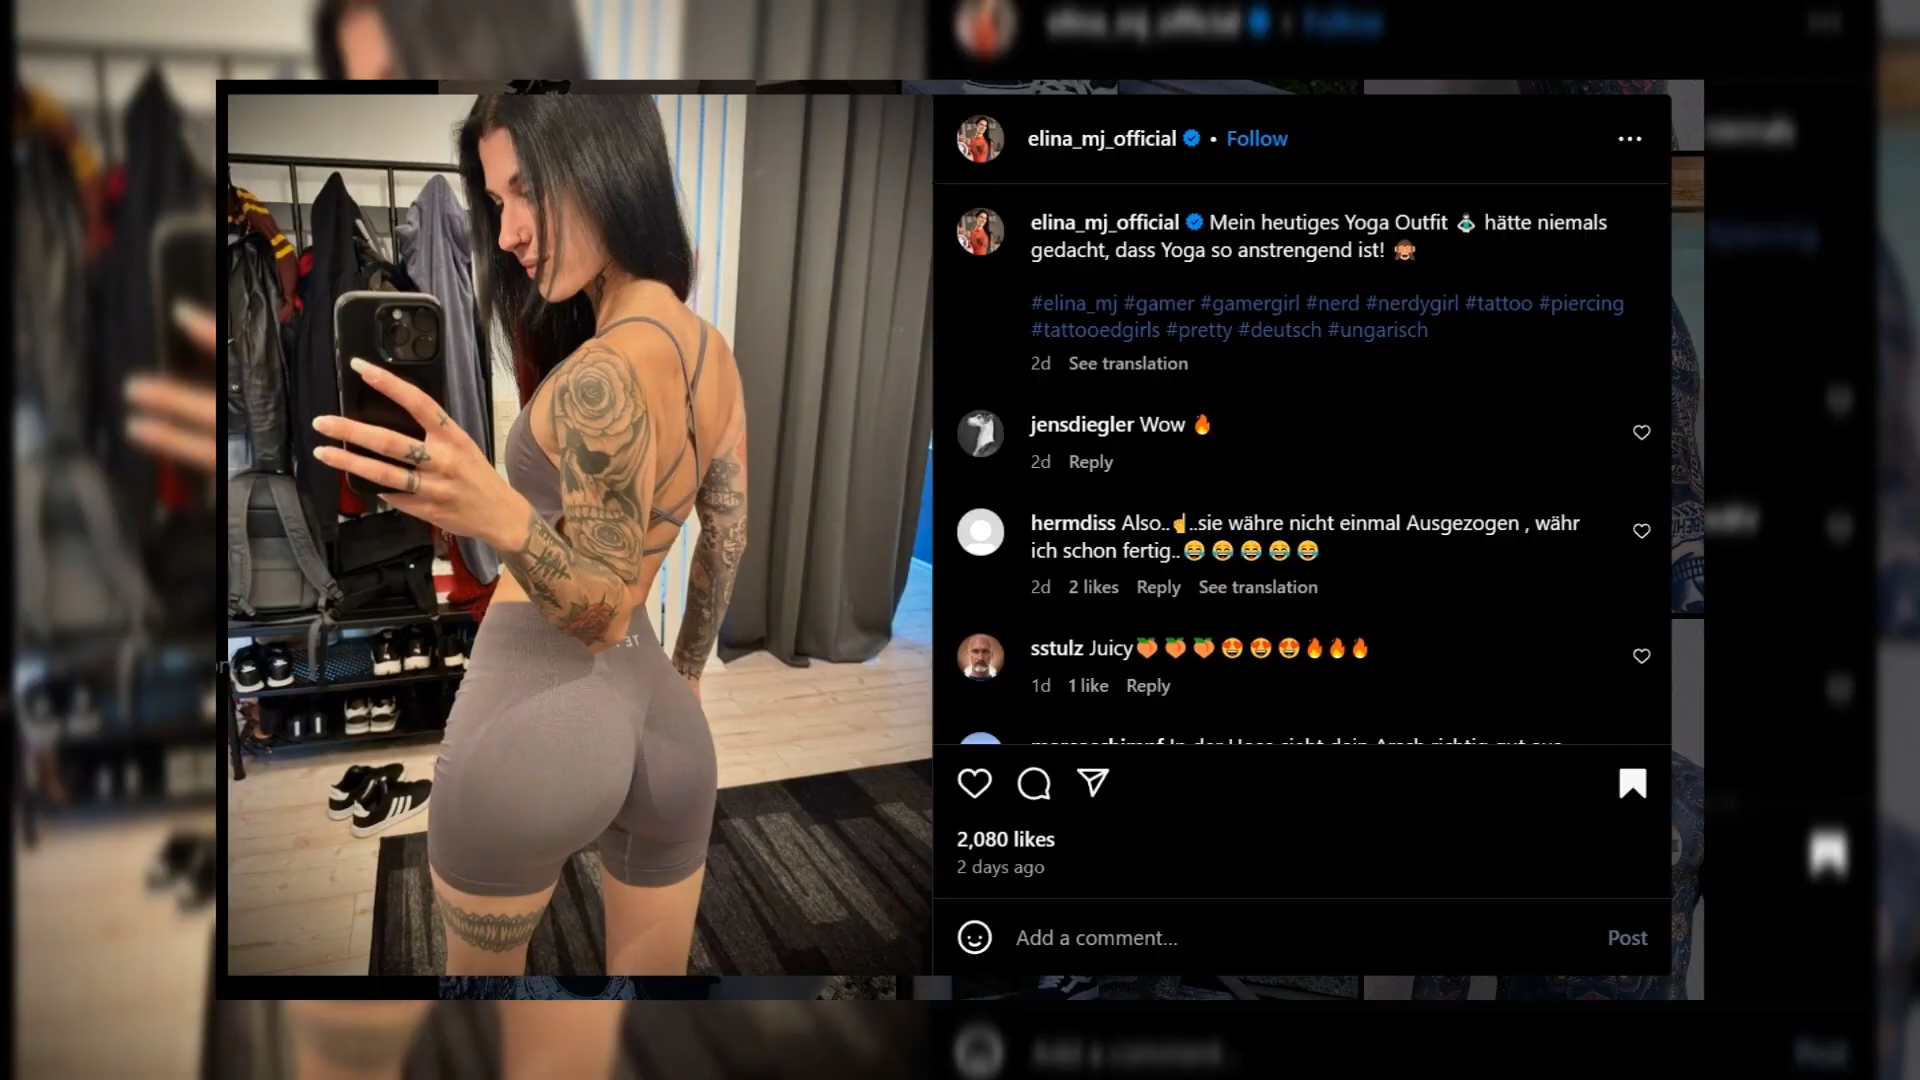 elina_mj_official • Follow
elina_mj_official Mein heutiges Yoga Outfit 🧘🏻‍♂️ hätte niemals
gedacht, dass Yoga so anstrengend ist! 🙈
#elina_mj #gamer #gamergirl #nerd #nerdygirl #tattoo #piercing
#tattooedgirls #pretty #deutsch #ungarisch
2d See translation
jensdiegler Wow 🔥
2d Reply
hermdiss Also..☝️..sie währe nicht einmal Ausgezogen , währ
ich schon fertig..😂 😂 😂 😂 😂
2d 2 likes Reply See translation
sstulz Juicy🍑 🍑 🍑 😍 😍 😍🔥🔥🔥
1d 1 like Reply
2,080 likes
2 days ago
Add a comment...
Post